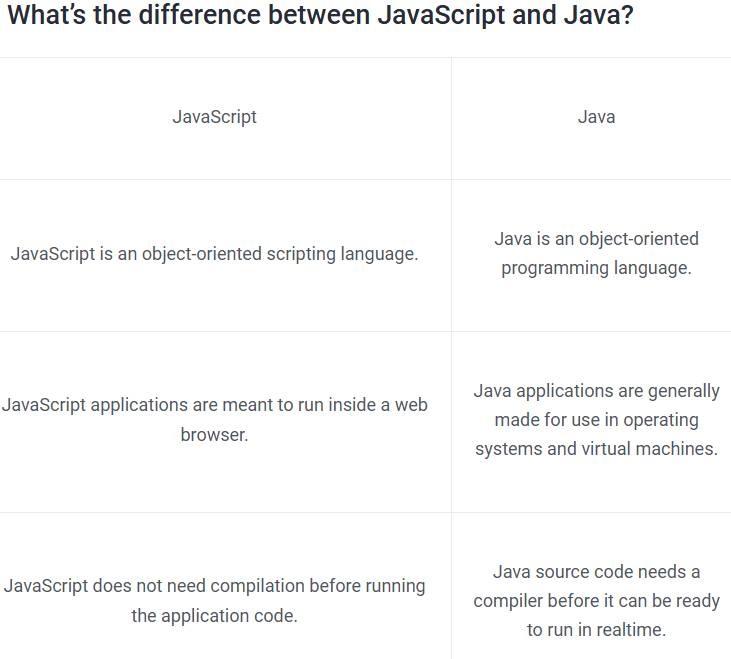 What's the difference between JavaScript and Java?
JavaScript
Java
JavaScript is an object-oriented scripting language.
Java is an object-oriented
programming language.
JavaScript applications are meant to run inside a web
browser.
Java applications are generally
made for use in operating
systems and virtual machines.
JavaScript does not need compilation before running
the application code.
Java source code needs a
compiler before it can be ready
to run in realtime.